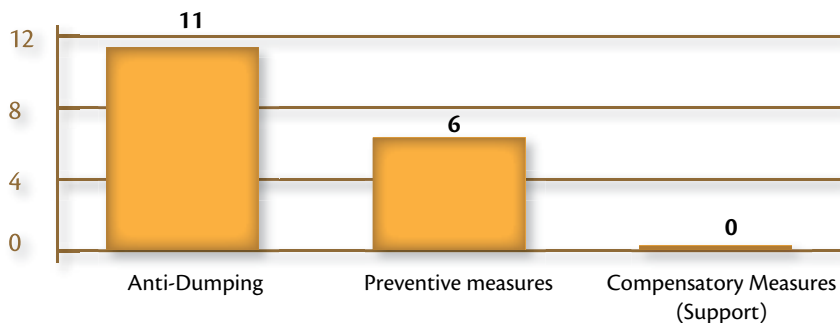 11
12
8
6
4
0
0
Anti-Dumping
Preventive measures
Compensatory Measures
(Support)